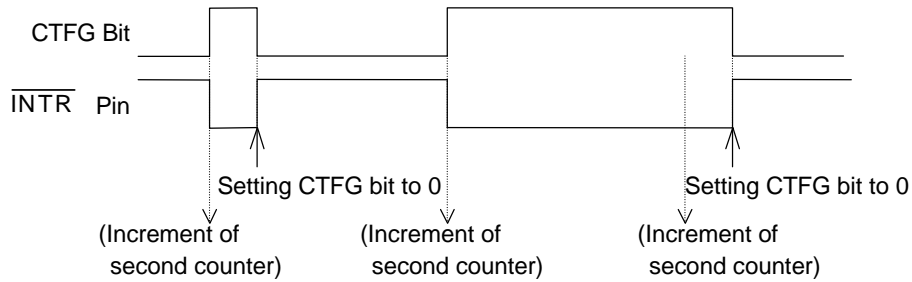 CTFG Bit
INTR Pin
Setting CTFG bit to 0
Setting CTFG bit to 0
(Increment of
second counter)
(Increment of
second counter)
(Increment of
second counter)